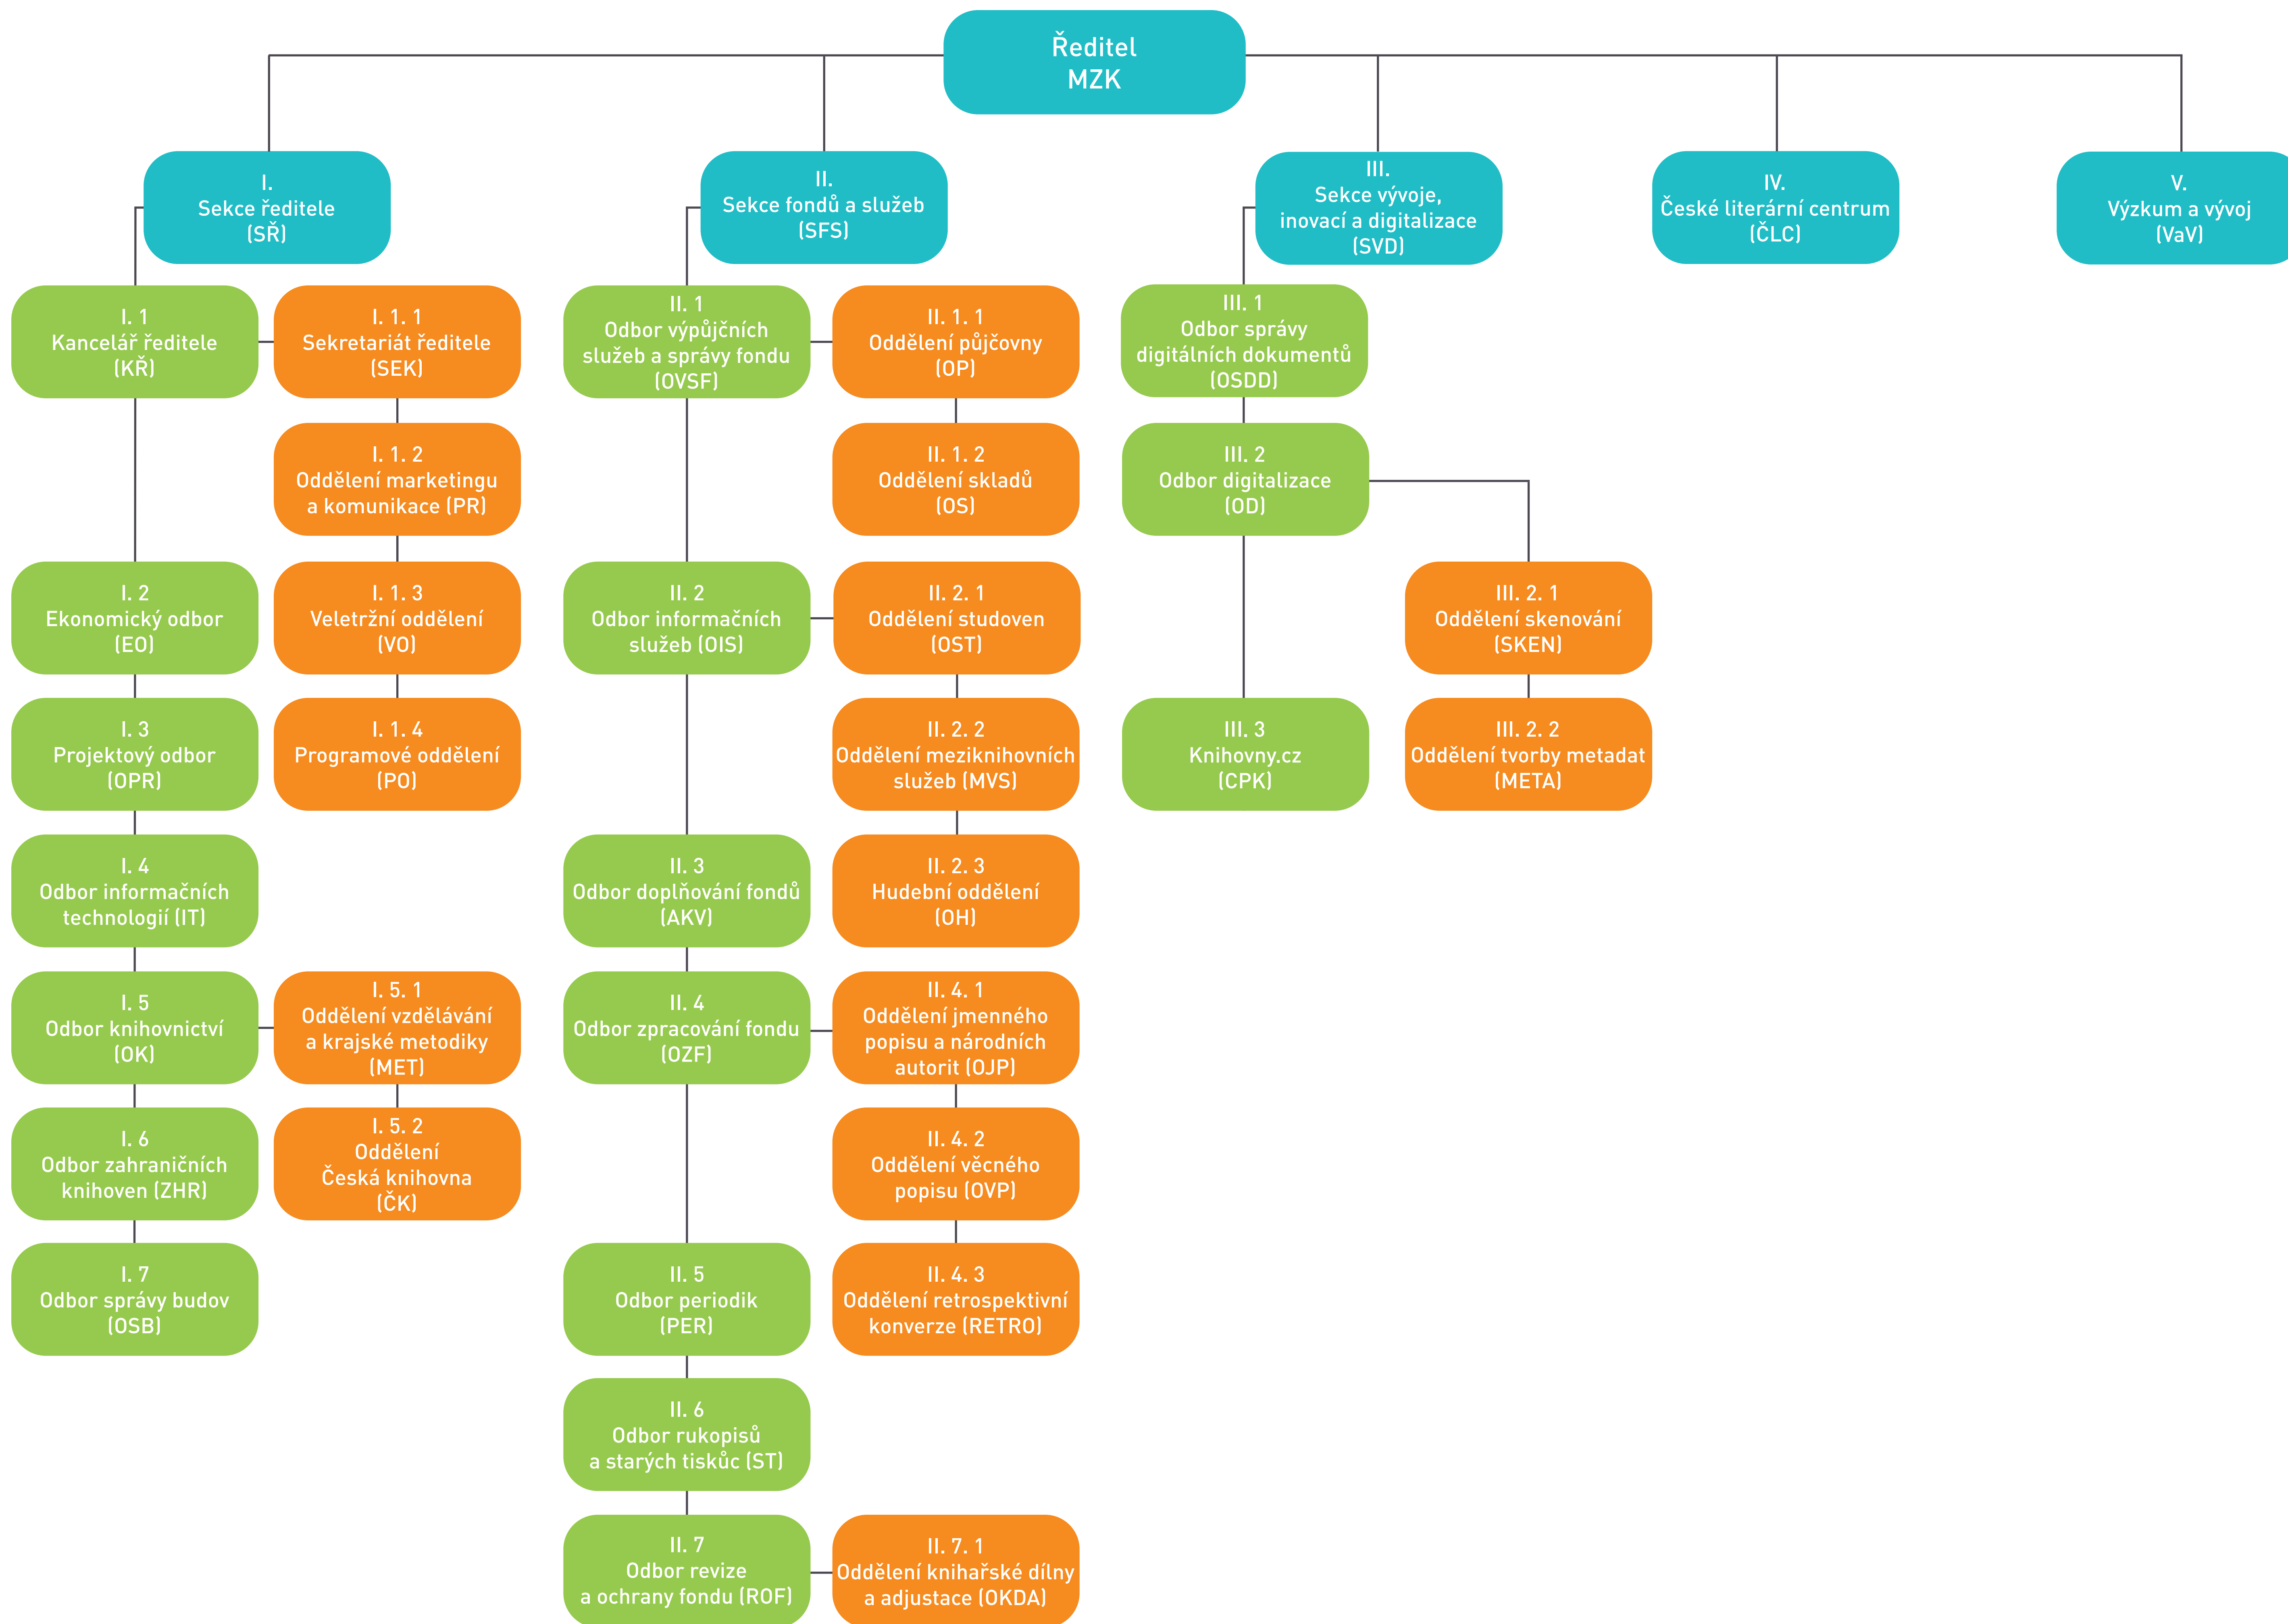 Ředitel
MZK
I.
Sekce ředitele
(SŘ)
II.
Sekce fondů a služeb
(SFS)
III.
Sekce vývoje,
inovací a digitalizace
(SVD)
IV.
České literární centrum
(ČLC)
V.
Výzkum a vývoj
(VaV)
I. 1
Kancelář ředitele
(KŘ)
I. 1. 1
Sekretariát ředitele
(SEK)
I. 1. 2
Oddělení marketingu
a komunikace (PR)
I. 2
Ekonomický odbor
(EO)
I. 1. 3
Veletržní oddělení
(VO)
I. 3
Projektový odbor
(OPR)
I. 1. 4
Programové oddělení
(PO)
I. 4
Odbor informačních
technologií (IT)
I. 5
Odbor knihovnictví
(OK)
I. 5. 1
Oddělení vzdělávání
a krajské metodiky
(MET)
I. 6
Odbor zahraničních
knihoven (ZHR)
I. 5. 2
Oddělení
Česká knihovna
(ČK)
I. 7
Odbor správy budov
(OSB)
II. 1
Odbor výpůjčních
služeb a správy fondu
(OVSF)
II. 1. 1
Oddělení půjčovny
(OP)
II. 1. 2
Oddělení skladů
(OS)
II. 2
Odbor informačních
služeb (OIS)
II. 2. 1
Oddělení studoven
(OST)
II. 2. 2
Oddělení meziknihovních
služeb (MVS)
II. 3
Odbor doplňování fondů
(AKV)
II. 2. 3
Hudební oddělení
(OH)
II. 4
Odbor zpracování fondu
(OZF)
II. 4. 1
Oddělení jmenného
popisu a národních
autorit (OJP)
II. 4. 2
Oddělení věcného
popisu (OVP)
II. 5
Odbor periodik
(PER)
II. 4. 3
Oddělení retrospektivní
konverze (RETRO)
II. 6
Odbor rukopisů
a starých tiskůc (ST)
II. 7
Odbor revize
a ochrany fondu (ROF)
II. 7. 1
Oddělení knihařské dílny
a adjustace (OKDA)
III. 1
Odbor správy
digitálních dokumentů
(OSDD)
III. 2
Odbor digitalizace
(OD)
III. 2. 1
Oddělení skenování
(SKEN)
III. 3
Knihovny.cz
(CPK)
III. 2. 2
Oddělení tvorby metadat
(META)